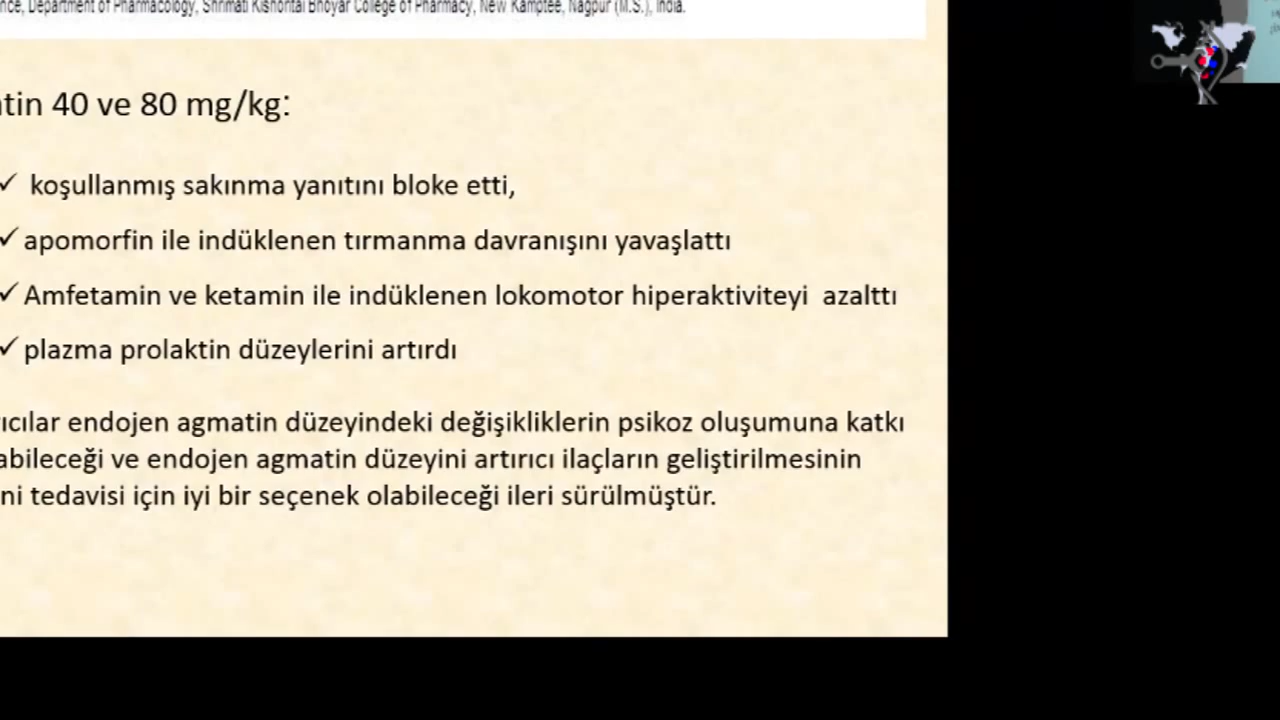 nce, Department of Pharmacology, Shrimati Kishoritai Bhoyar College of Pharmacy, New Kamptee, Nagpur (M.S.), India.
tin 40 ve 80 mg/kg:
✓ koşullanmış sakınma yanıtını bloke etti,
✓ apomorfin ile indüklenen tırmanma davranışını yavaşlattı
✓ Amfetamin ve ketamin ile indüklenen lokomotor hiperaktiviteyi azalttı
✓ plazma prolaktin düzeylerini artırdı
ıcılar endojen agmatin düzeyindeki değişikliklerin psikoz oluşumuna katkı
abileceği ve endojen agmatin düzeyini artırıcı ilaçların geliştirilmesinin
ni tedavisi için iyi bir seçenek olabileceği ileri sürülmüştür.